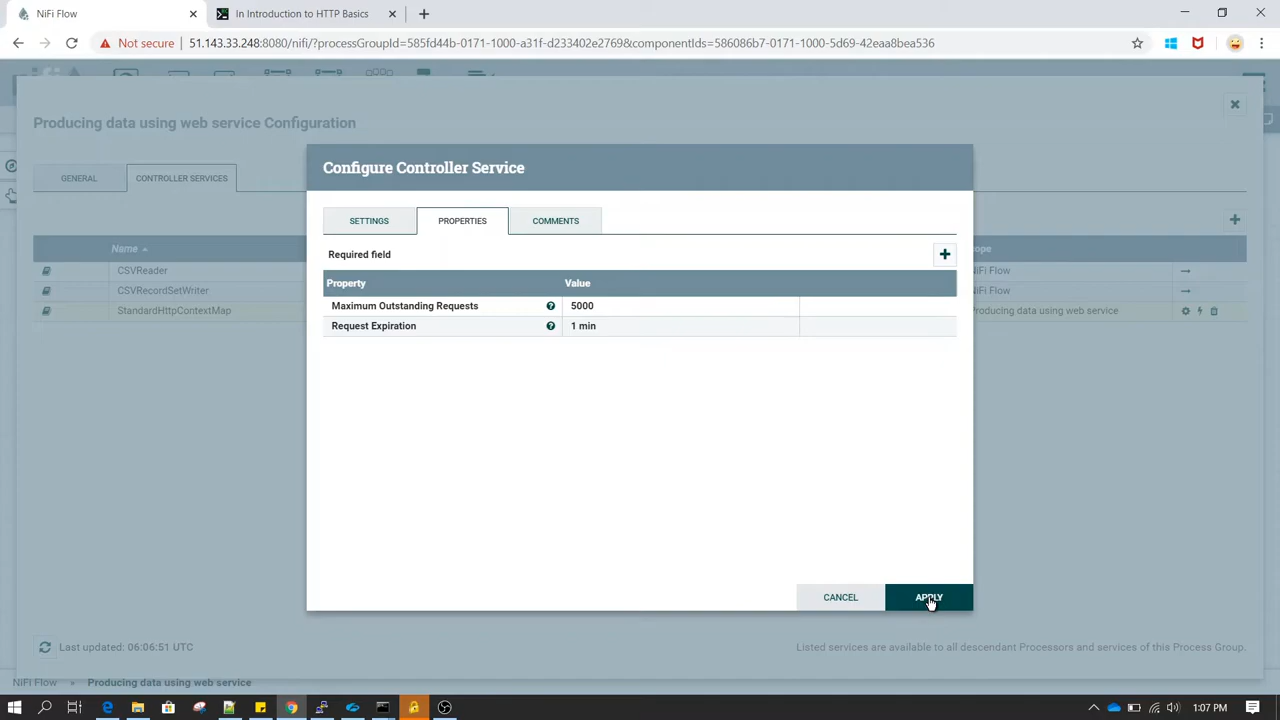 NiFi Flow
In Introduction to HTTP Basics
Not secure
51.143.33.248:8080/nifi/?processGroupId=585fd44b-0171-1000-a31f-d233402e2769&componentIds=586086b7-0171-1000-5d69-42eaa8bea536
Producing data using web service Configuration
GENERAL
CONTROLLER SERVICES
Configure Controller Service
SETTINGS
PROPERTIES
COMMENTS
Required field
Property Value
Maximum Outstanding Requests 5000
Request Expiration 1 min
Name
CSVReader NiFi Flow
CSVRecordSetWriter NiFi Flow
StandardHttpContextMap Producing data using web service
CANCEL APPLY
Last updated: 06:06:51 UTC
Listed services are available to all descendant Processors and services of this Process Group.
NiFi Flow Producing data using web service
1:07 PM